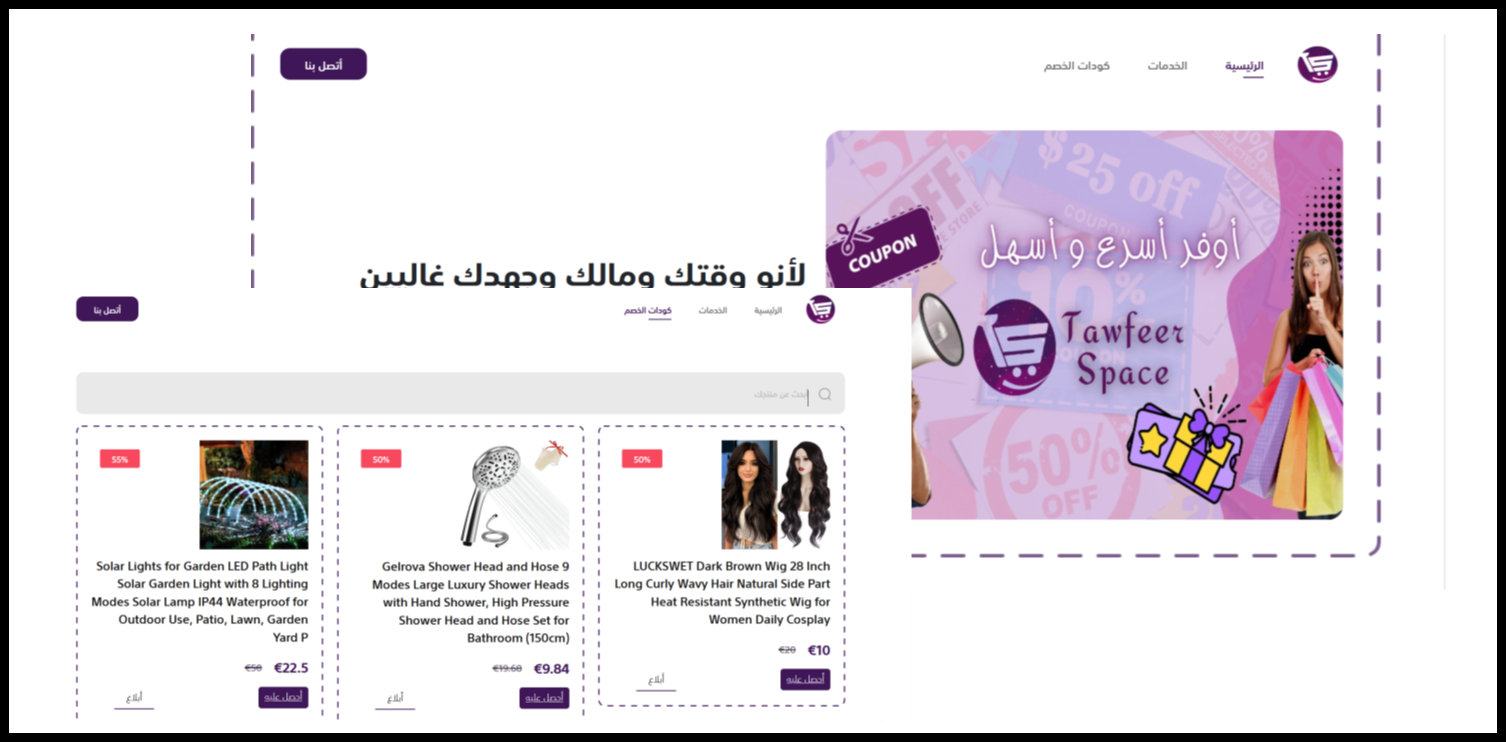 الرئيسية
الخدمات
كودات الخصم
أتصل بنا
$25 off
COUPON
OFF
COUPON
أوفر أسرع و أسهل
10%
Tawfeer
Space
50%
OFF
لأنو وقتك ومالك وجهدك غاليين
الرئيسية
الخدمات
كودات الخصم
أتصل بنا
إبحث عن منتجك
50%
LUCKSWET Dark Brown Wig 28 Inch
Long Curly Wavy Hair Natural Side Part
Heat Resistant Synthetic Wig for
Women Daily Cosplay
€10 €20
أحصل عليه
أبلاغ
50%
Gelrova Shower Head and Hose 9
Modes Large Luxury Shower Heads
with Hand Shower, High Pressure
Shower Head and Hose Set for
Bathroom (150cm)
€9.84 €19.68
أحصل عليه
أبلاغ
55%
Solar Lights for Garden LED Path Light
Solar Garden Light with 8 Lighting
Modes Solar Lamp IP44 Waterproof for
Outdoor Use, Patio, Lawn, Garden
Yard P
€22.5 €50
أحصل عليه
أبلاغ